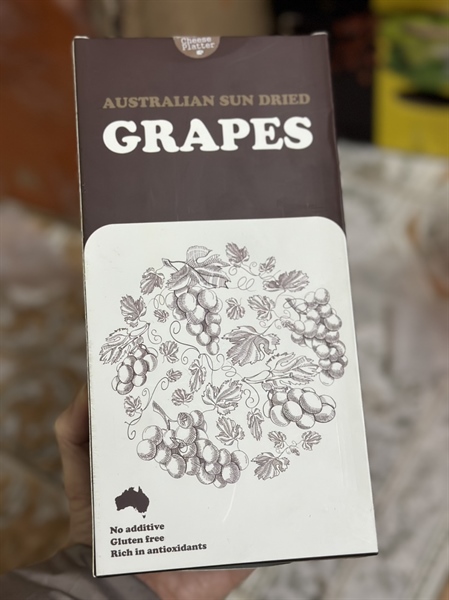 Cheese
Platter
AUSTRALIAN SUN DRIED
GRAPES
No additive
Gluten free
Rich in antioxidants